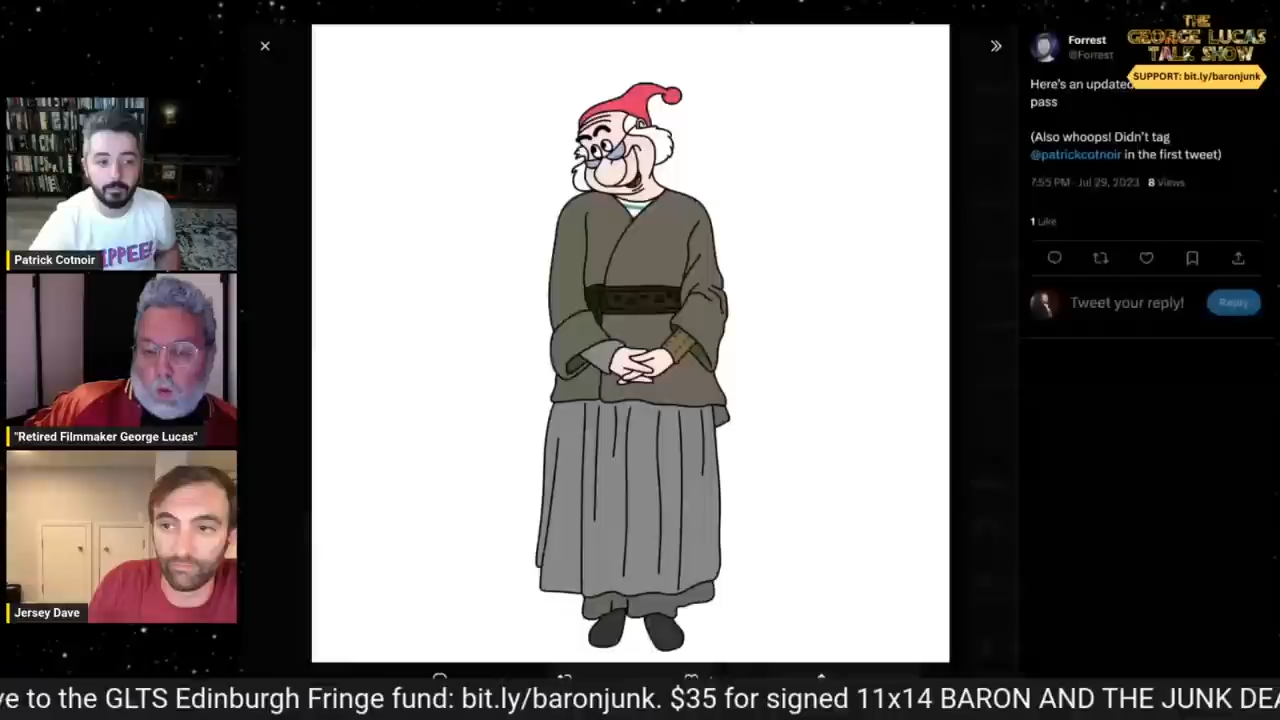 THE
GEORGE LUCAS
TALK SHOW
SUPPORT: bit.ly/baronjunk
Forrest
@Forrest
Here's an updated
pass
(Also whoops! Didn't tag
@patrickcotnoir in the first tweet)
7:55 PM · Jul 29, 2023 8 Views
1 Like
Tweet your reply!
Reply
IPPEE!
Patrick Cotnoir
"Retired Filmmaker George Lucas"
Jersey Dave
ve to the GLTS Edinburgh Fringe fund: bit.ly/baronjunk. $35 for signed 11x14 BARON AND THE JUNK DEA